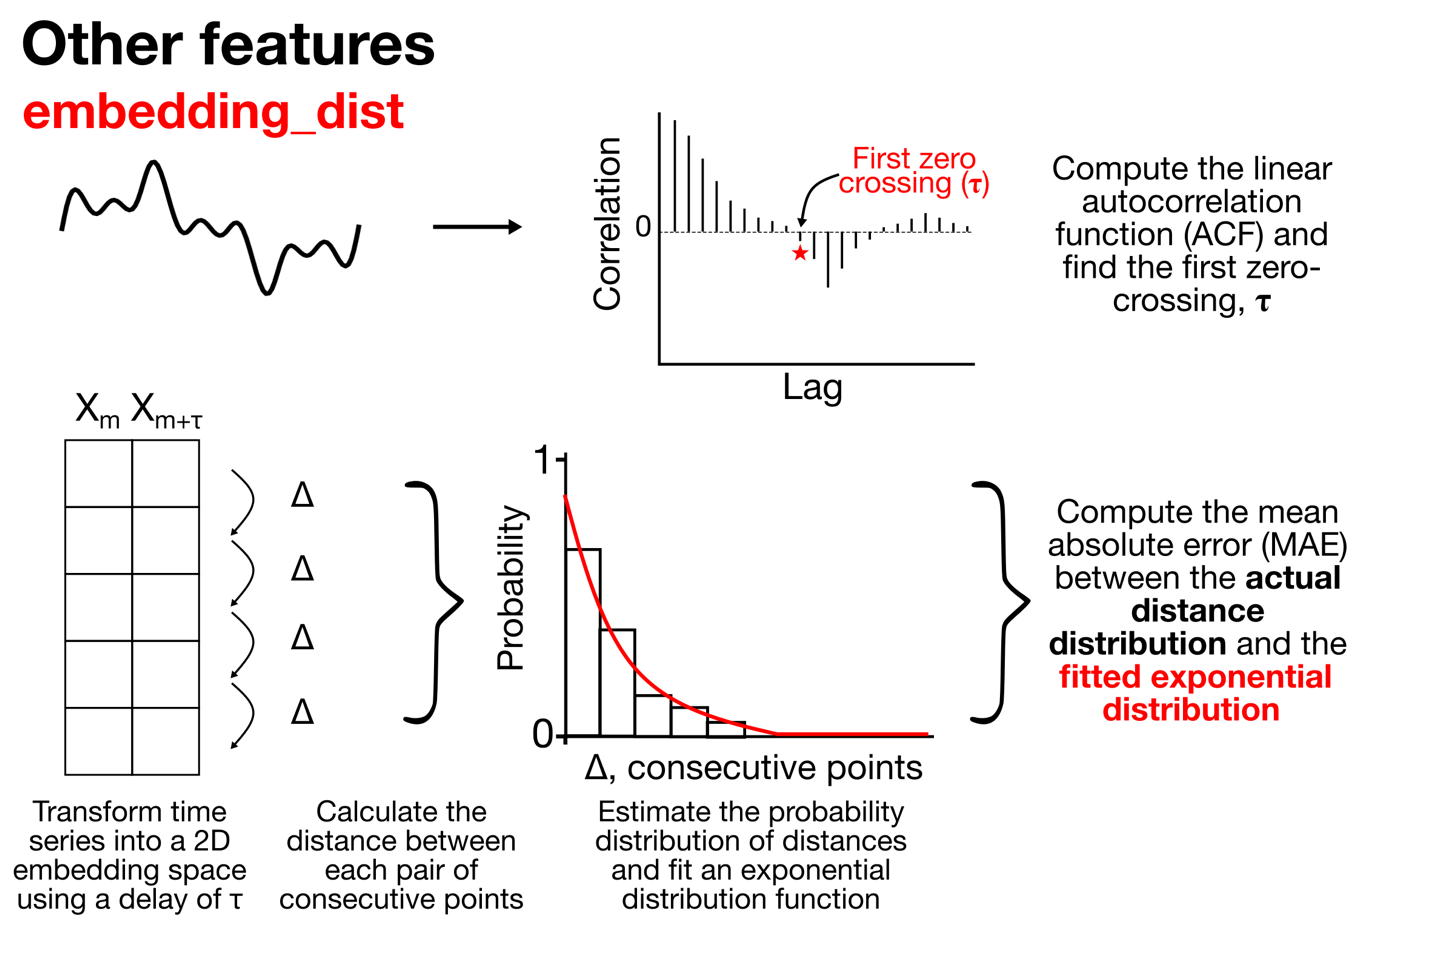 Other features
embedding_dist
Correlation
0
First zero
crossing (τ)
Lag
Compute the linear
autocorrelation
function (ACF) and
find the first zero-
crossing, τ
Xm Xm+τ
Δ
Δ
Δ
Δ
Transform time
series into a 2D
embedding space
using a delay of τ
Calculate the
distance between
each pair of
consecutive points
1
Probability
0
Δ, consecutive points
Estimate the probability
distribution of distances
and fit an exponential
distribution function
Compute the mean
absolute error (MAE)
between the actual
distance
distribution and the
fitted exponential
distribution